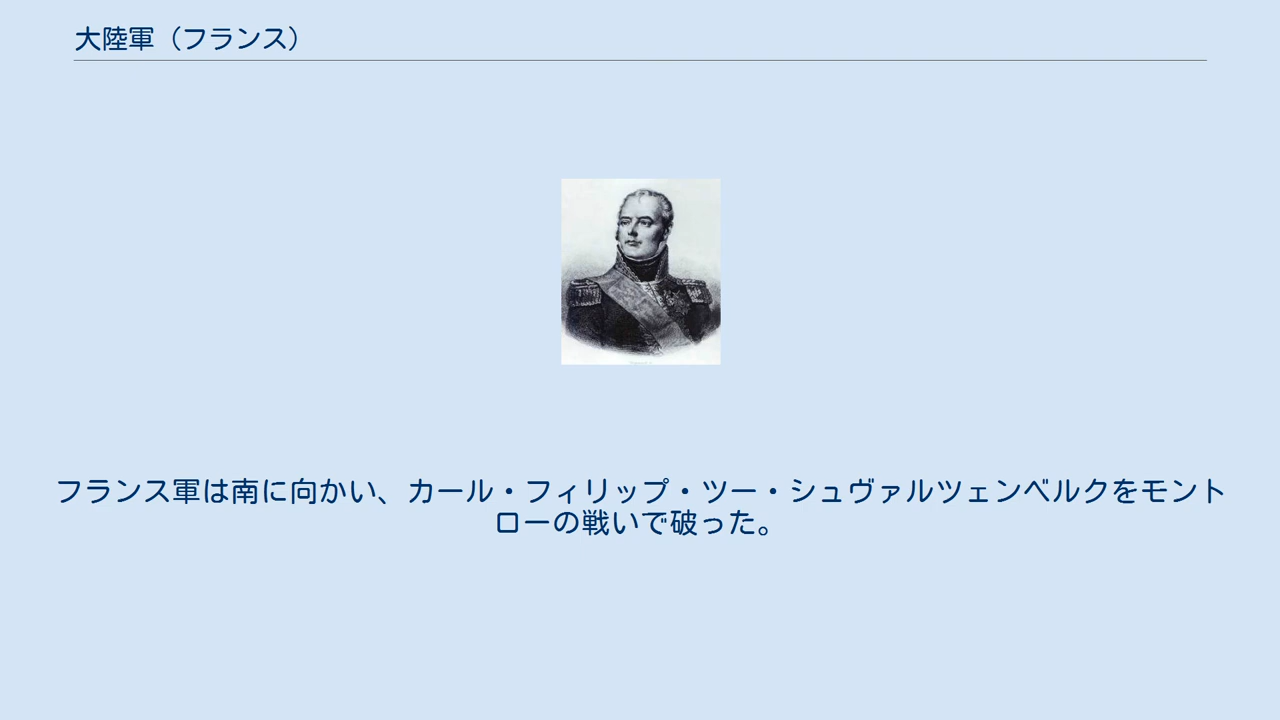 大陸軍（フランス）
フランス軍は南に向かい、カール・フィリップ・ツー・シュヴァルツェンベルクをモント
ローの戦いで破った。